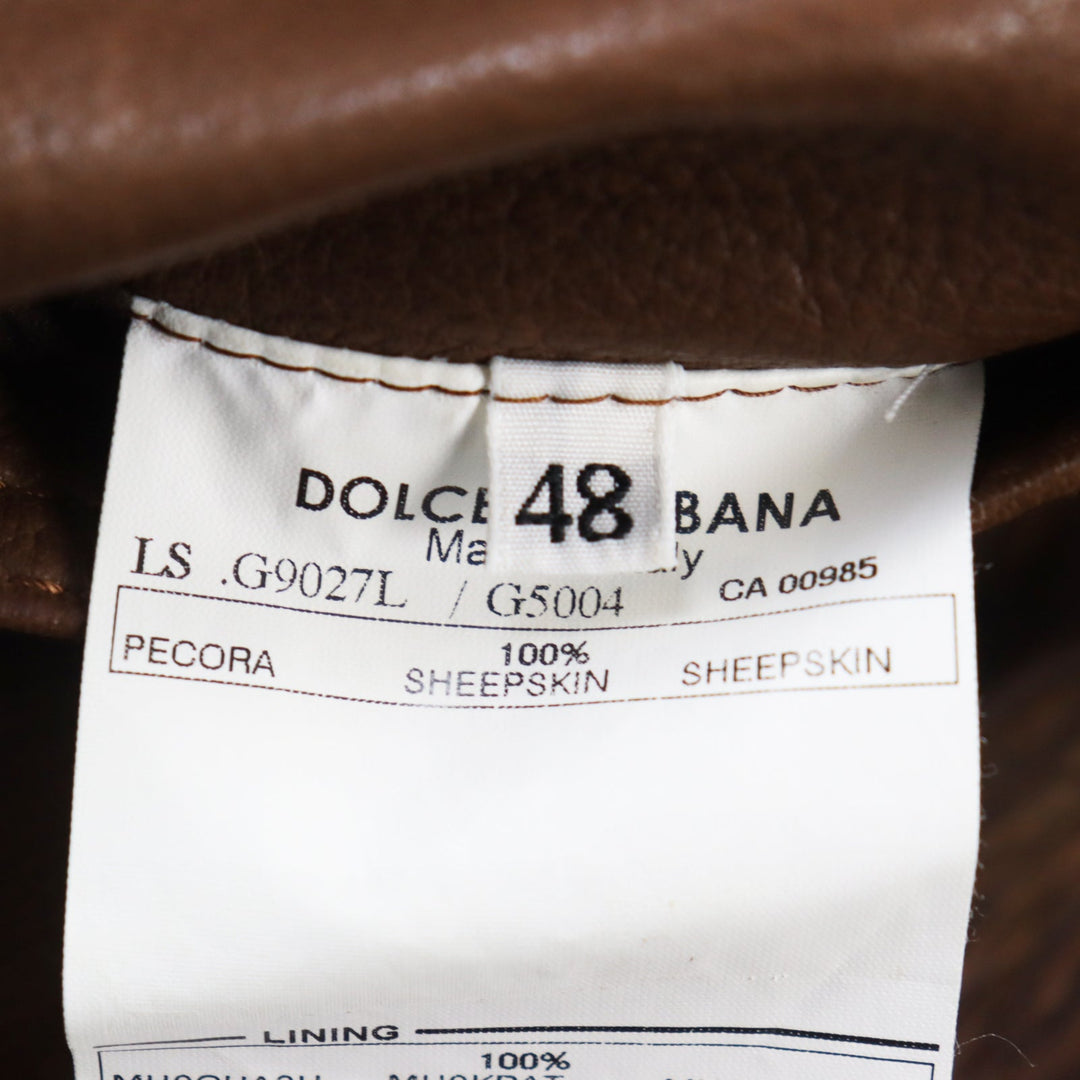 48
DOLCE BANA
Ma ly
LS .G9027L / G5004 CA 00985
100%
PECORA SHEEPSKIN SHEEPSKIN
LINING
100%